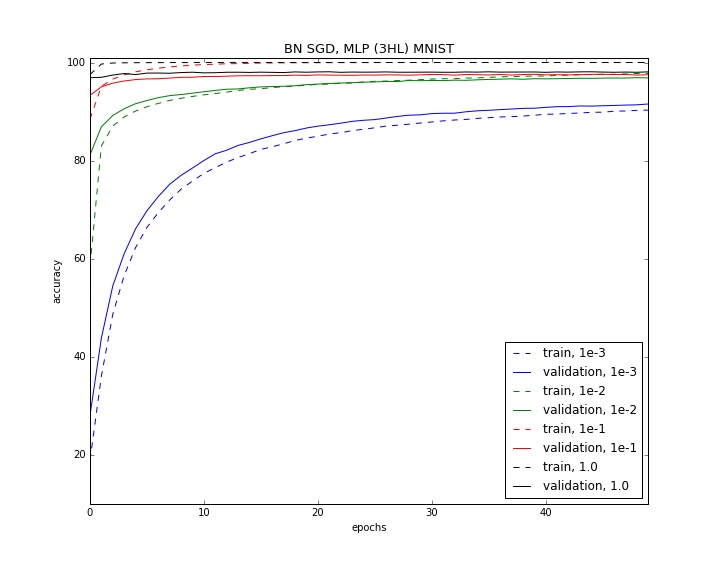 BN SGD, MLP (3HL) MNIST
100
80
60
40
20
accuracy
0
10
20
30
40
epochs
train, 1e-3
validation, 1e-3
train, 1e-2
validation, 1e-2
train, 1e-1
validation, 1e-1
train, 1.0
validation, 1.0